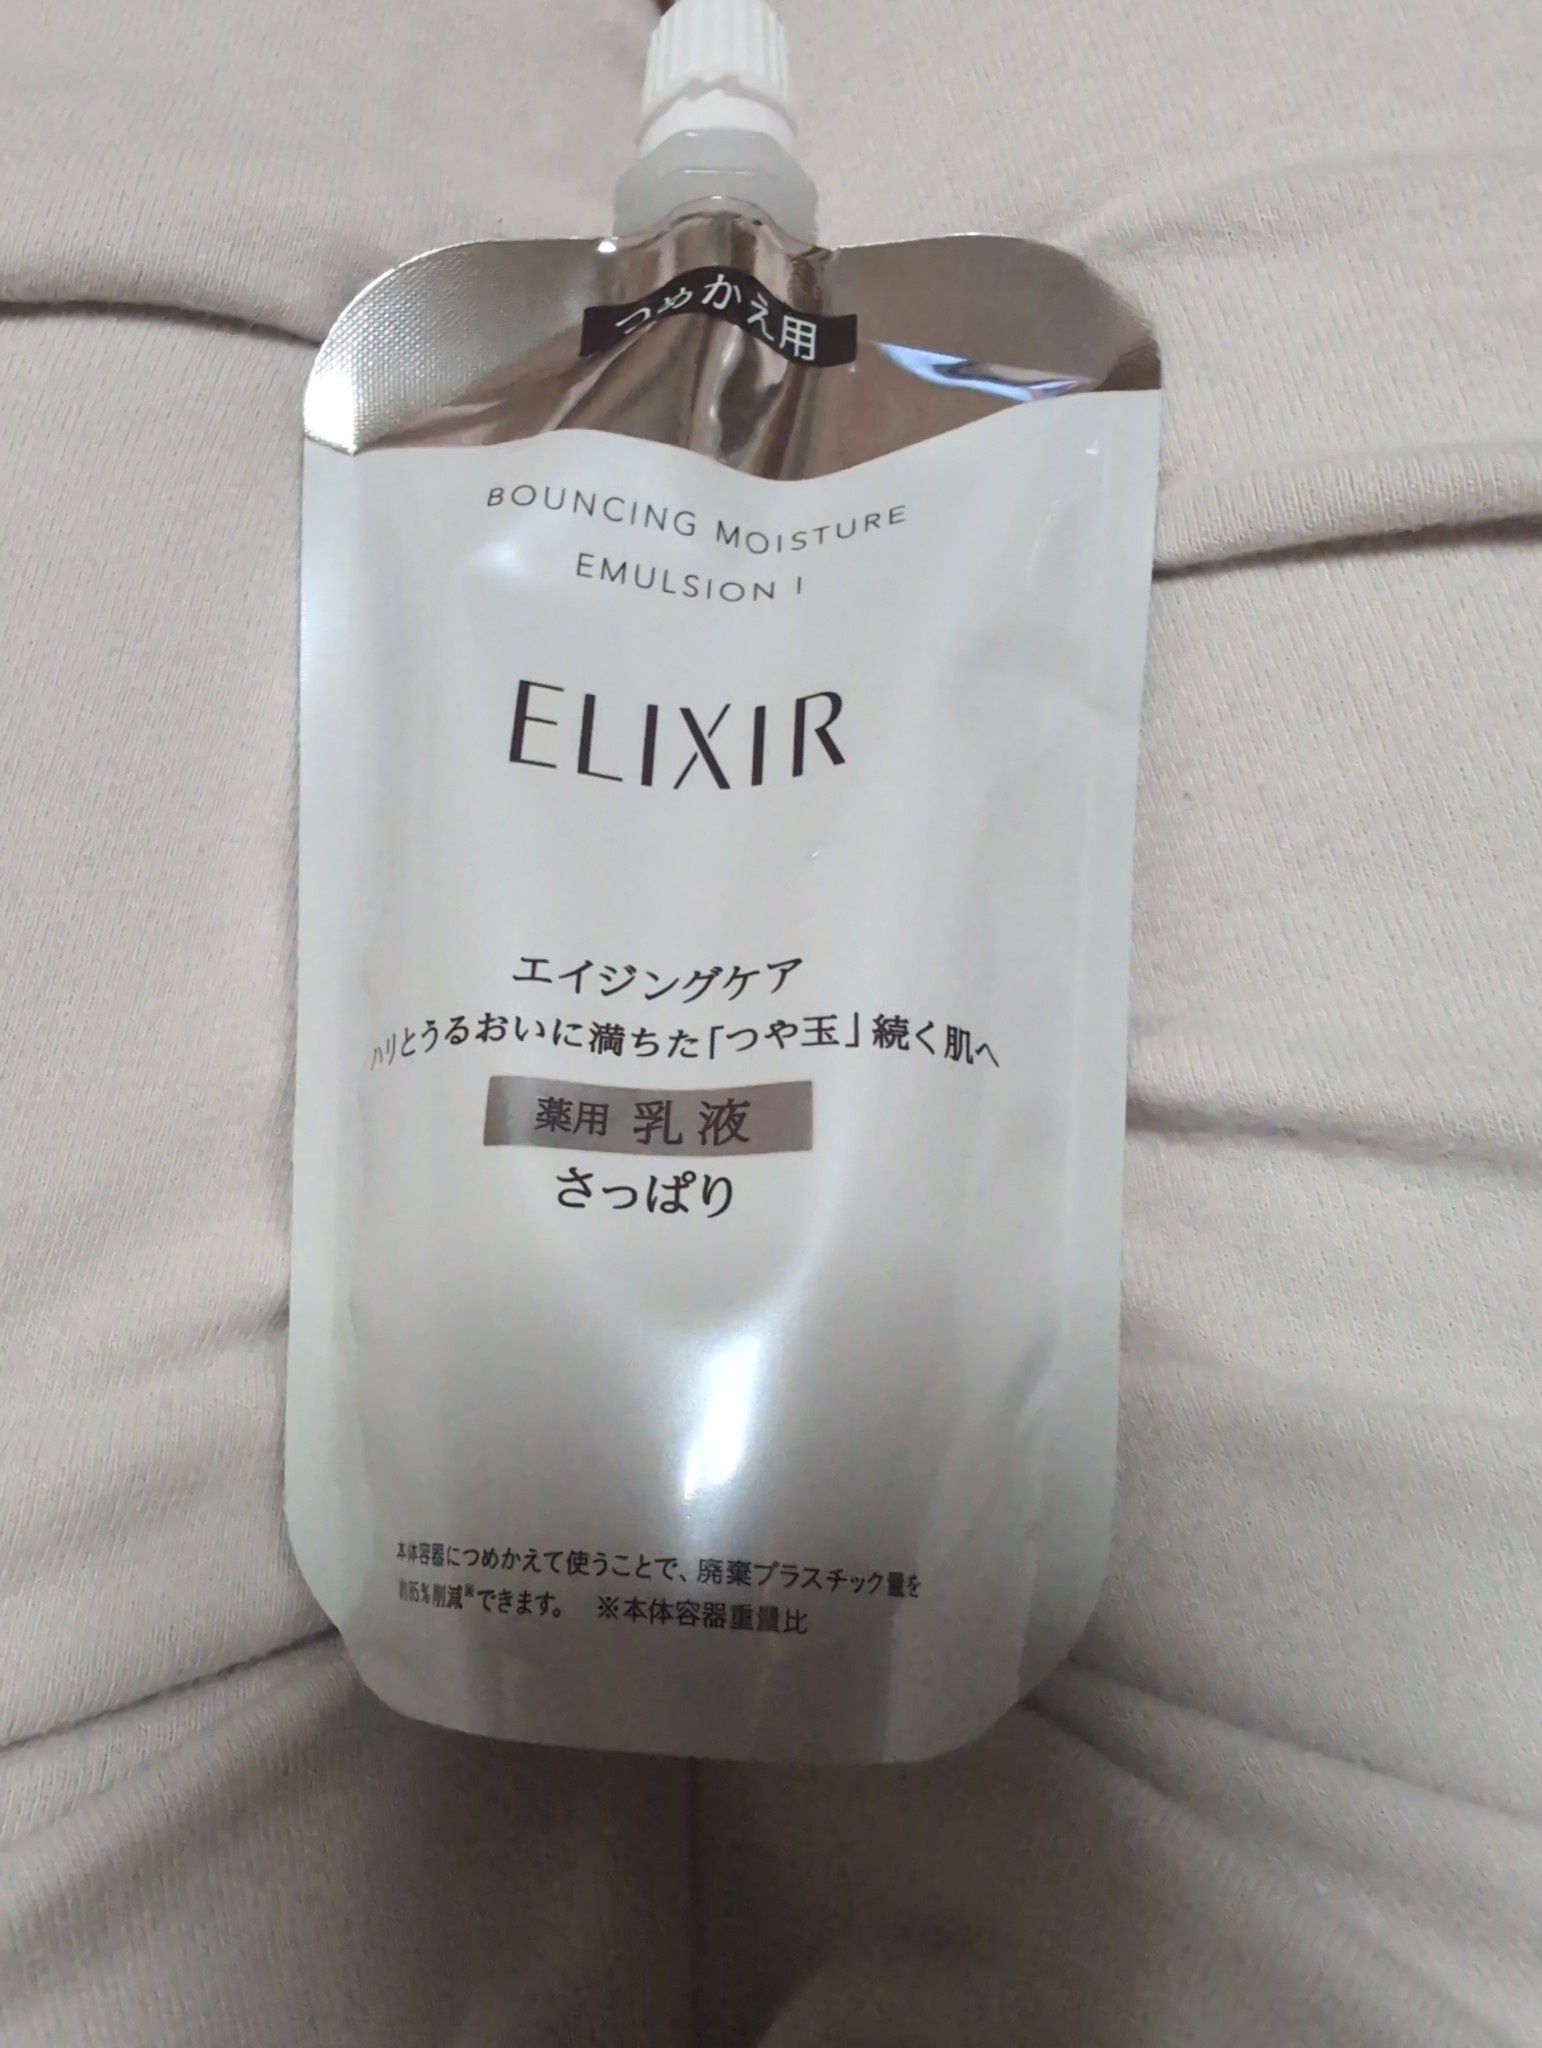 つめかえ用
BOUNCING MOISTURE
EMULSION I
ELIXIR
エイジングケア
ハリとうるおいに満ちた「つや玉」続く肌へ
薬用 乳液
さっぱり
本体容器につめかえて使うことで、廃棄プラスチック量を
約85%削減※できます。 ※本体容器重量比